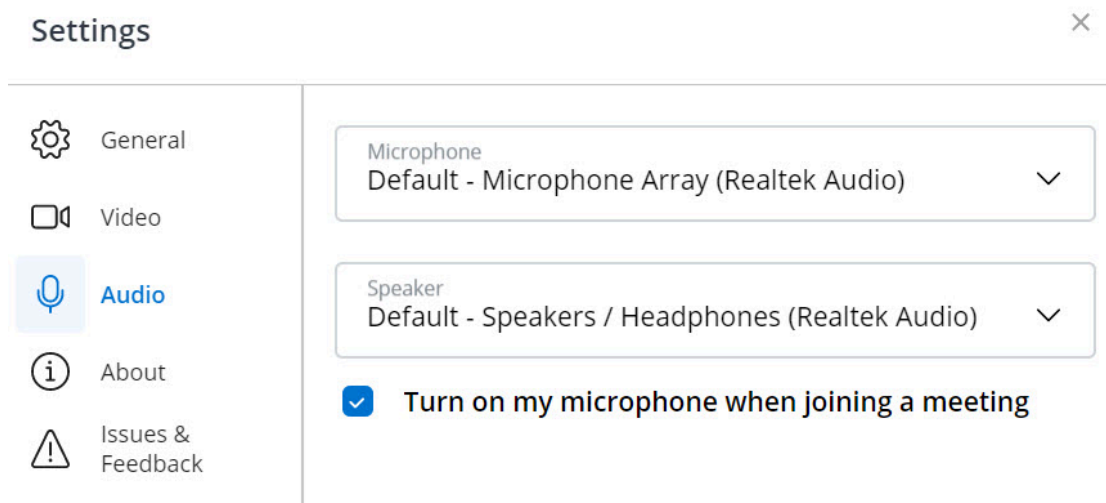 Settings
General
Video
Audio
About
Issues &
Feedback
Microphone
Default - Microphone Array (Realtek Audio)
Speaker
Default - Speakers / Headphones (Realtek Audio)
Turn on my microphone when joining a meeting